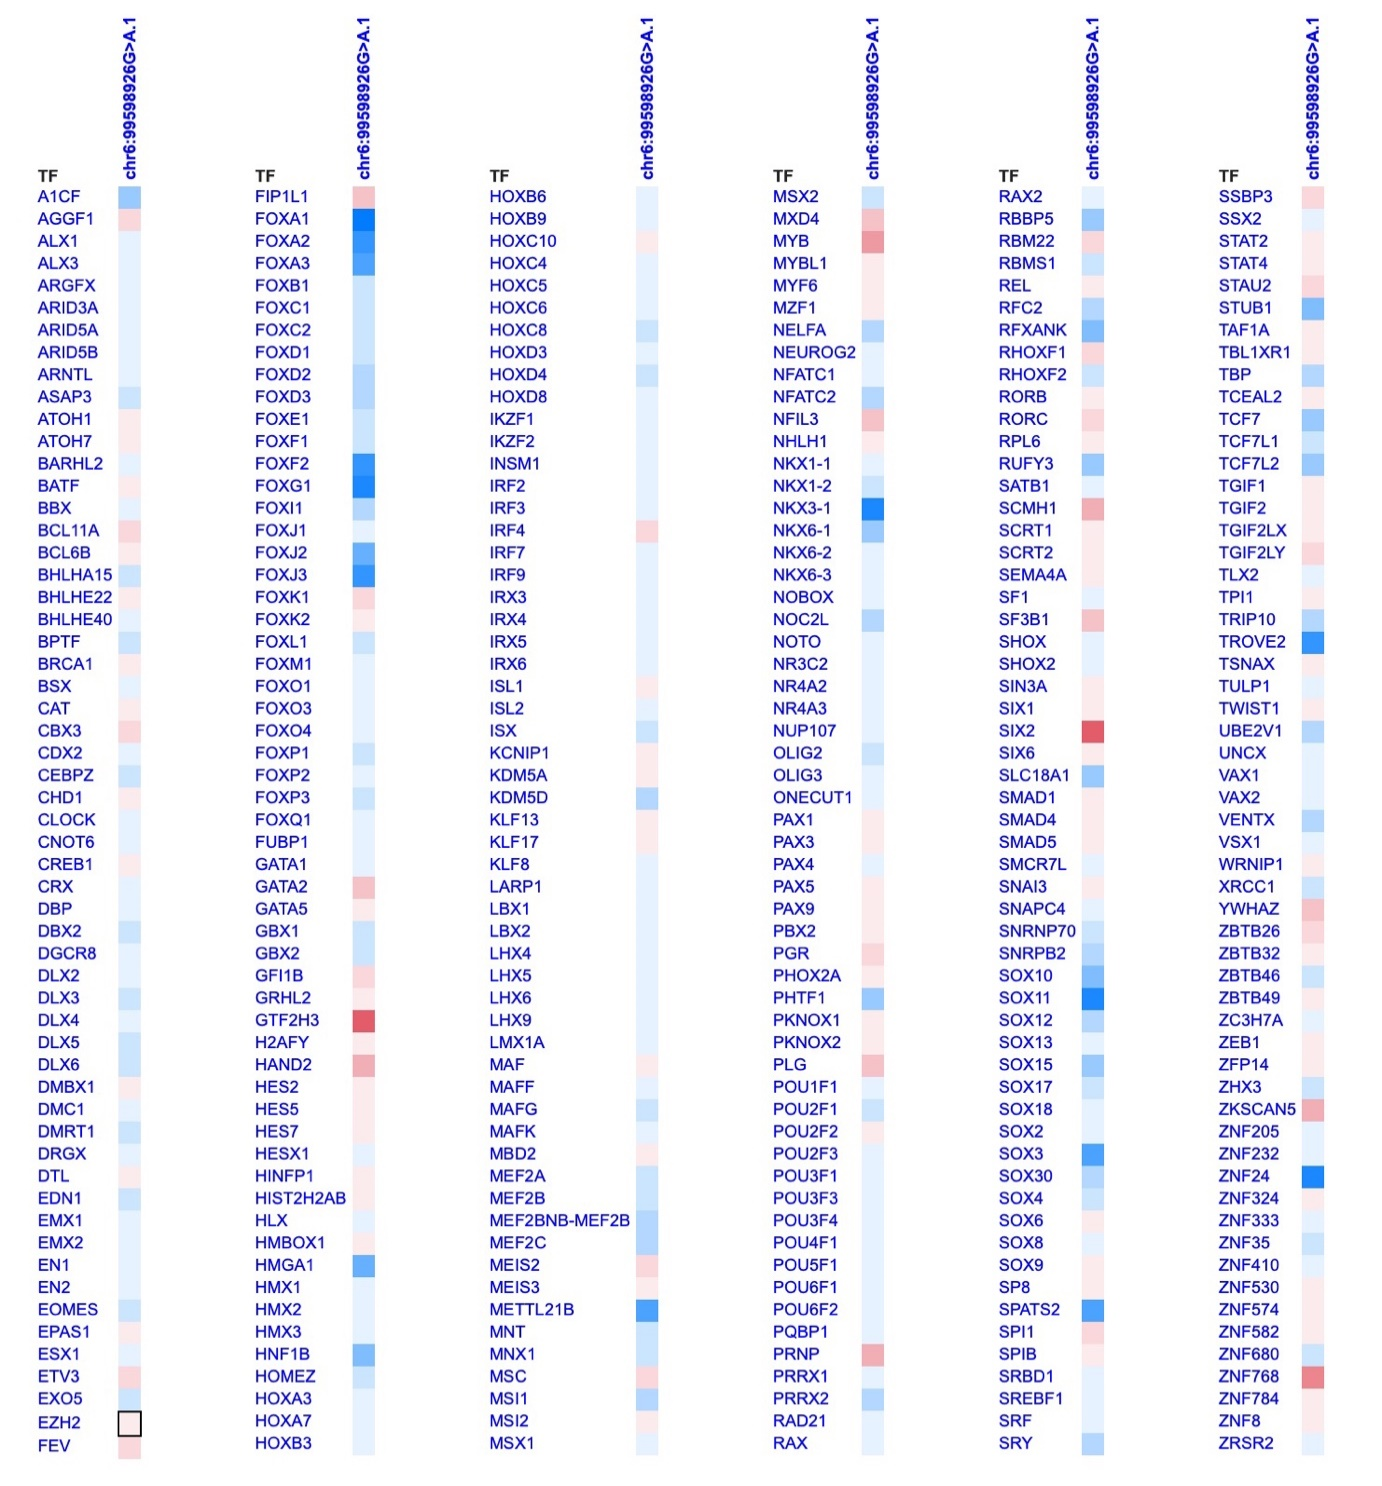 chr6:99598926G>A.1
TF
A1CF
AGGF1
ALX1
ALX3
ARGFX
ARID3A
ARID5A
ARID5B
ARNTL
ASAP3
ATOH1
ATOH7
BARHL2
BATF
BBX
BCL11A
BCL6B
BHLHA15
BHLHE22
BHLHE40
BPTF
BRCA1
BSX
CAT
CBX3
CDX2
CEBPZ
CHD1
CLOCK
CNOT6
CREB1
CRX
DBP
DBX2
DGCR8
DLX2
DLX3
DLX4
DLX5
DLX6
DMBX1
DMC1
DMRT1
DRGX
DTL
EDN1
EMX1
EMX2
EN1
EN2
EOMES
EPAS1
ESX1
ETV3
EXO5
EZH2
FEV
chr6:99598926G>A.1
TF
FIP1L1
FOXA1
FOXA2
FOXA3
FOXB1
FOXC1
FOXC2
FOXD1
FOXD2
FOXD3
FOXE1
FOXF1
FOXF2
FOXG1
FOXI1
FOXJ1
FOXJ2
FOXJ3
FOXK1
FOXK2
FOXL1
FOXM1
FOXO1
FOXO3
FOXO4
FOXP1
FOXP2
FOXP3
FOXQ1
FUBP1
GATA1
GATA2
GATA5
GBX1
GBX2
GFI1B
GRHL2
GTF2H3
H2AFY
HAND2
HES2
HES5
HES7
HESX1
HINFP1
HIST2H2AB
HLX
HMBOX1
HMGA1
HMX1
HMX2
HMX3
HNF1B
HOMEZ
HOXA3
HOXA7
HOXB3
chr6:99598926G>A.1
TF
HOXB6
HOXB9
HOXC10
HOXC4
HOXC5
HOXC6
HOXC8
HOXD3
HOXD4
HOXD8
IKZF1
IKZF2
INSM1
IRF2
IRF3
IRF4
IRF7
IRF9
IRX3
IRX4
IRX5
IRX6
ISL1
ISL2
ISX
KCNIP1
KDM5A
KDM5D
KLF13
KLF17
KLF8
LARP1
LBX1
LBX2
LHX4
LHX5
LHX6
LHX9
LMX1A
MAF
MAFF
MAFG
MAFK
MBD2
MEF2A
MEF2B
MEF2BNB-MEF2B
MEF2C
MEIS2
MEIS3
METTL21B
MNT
MNX1
MSC
MSI1
MSI2
MSX1
chr6:99598926G>A.1
TF
MSX2
MXD4
MYB
MYBL1
MYF6
MZF1
NELFA
NEUROG2
NFATC1
NFATC2
NFIL3
NHLH1
NKX1-1
NKX1-2
NKX3-1
NKX6-1
NKX6-2
NKX6-3
NOBOX
NOC2L
NOTO
NR3C2
NR4A2
NR4A3
NUP107
OLIG2
OLIG3
ONECUT1
PAX1
PAX3
PAX4
PAX5
PAX9
PBX2
PGR
PHOX2A
PHTF1
PKNOX1
PKNOX2
PLG
POU1F1
POU2F1
POU2F2
POU2F3
POU3F1
POU3F3
POU3F4
POU4F1
POU5F1
POU6F1
POU6F2
PQBP1
PRNP
PRRX1
PRRX2
RAD21
RAX
chr6:99598926G>A.1
TF
RAX2
RBBP5
RBM22
RBMS1
REL
RFC2
RFXANK
RHOXF1
RHOXF2
RORB
RORC
RPL6
RUFY3
SATB1
SCMH1
SCRT1
SCRT2
SEMA4A
SF1
SF3B1
SHOX
SHOX2
SIN3A
SIX1
SIX2
SIX6
SLC18A1
SMAD1
SMAD4
SMAD5
SMCR7L
SNAI3
SNAPC4
SNRNP70
SNRPB2
SOX10
SOX11
SOX12
SOX13
SOX15
SOX17
SOX18
SOX2
SOX3
SOX30
SOX4
SOX6
SOX8
SOX9
SP8
SPATS2
SPI1
SPIB
SRBD1
SREBF1
SRF
SRY
chr6:99598926G>A.1
TF
SSBP3
SSX2
STAT2
STAT4
STAU2
STUB1
TAF1A
TBL1XR1
TBP
TCEAL2
TCF7
TCF7L1
TCF7L2
TGIF1
TGIF2
TGIF2LX
TGIF2LY
TLX2
TPI1
TRIP10
TROVE2
TSNAX
TULP1
TWIST1
UBE2V1
UNCX
VAX1
VAX2
VENTX
VSX1
WRNIP1
XRCC1
YWHAZ
ZBTB26
ZBTB32
ZBTB46
ZBTB49
ZC3H7A
ZEB1
ZFP14
ZHX3
ZKSCAN5
ZNF205
ZNF232
ZNF24
ZNF324
ZNF333
ZNF35
ZNF410
ZNF530
ZNF574
ZNF582
ZNF680
ZNF768
ZNF784
ZNF8
ZRSR2